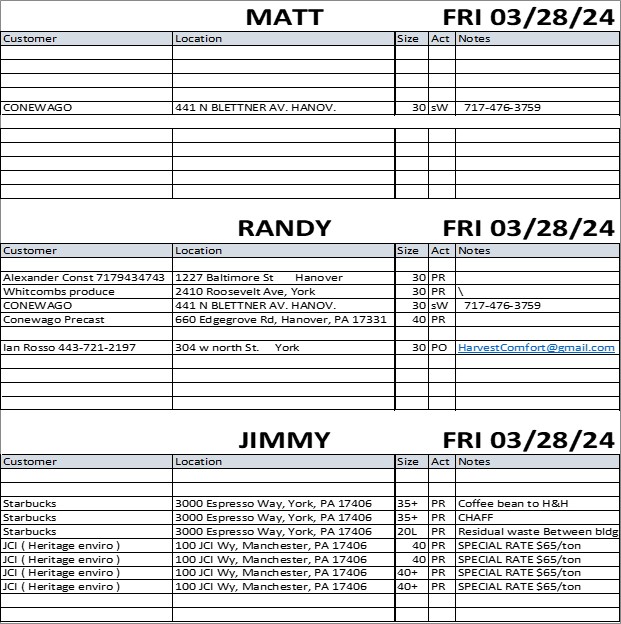 MATT FRI 03/28/24
Customer Location Size Act Notes
CONEWAGO 441 N BLETTNER AV. HANOV. 30 sW 717-476-3759
RANDY FRI 03/28/24
Customer Location Size Act Notes
Alexander Const 7179434743 1227 Baltimore St Hanover 30 PR
Whitcombs produce 2410 Roosevelt Ave, York 30 PR \
CONEWAGO 441 N BLETTNER AV. HANOV. 30 sW 717-476-3759
Conewago Precast 660 Edgegrove Rd, Hanover, PA 17331 40 PR
Ian Rosso 443-721-2197 304 w north St. York 30 PO HarvestComfort@gmail.com
JIMMY FRI 03/28/24
Customer Location Size Act Notes
Starbucks 3000 Espresso Way, York, PA 17406 35+ PR Coffee bean to H&H
Starbucks 3000 Espresso Way, York, PA 17406 35+ PR CHAFF
Starbucks 3000 Espresso Way, York, PA 17406 20L PR Residual waste Between bldg
JCI ( Heritage enviro ) 100 JCI Wy, Manchester, PA 17406 40 PR SPECIAL RATE $65/ton
JCI ( Heritage enviro ) 100 JCI Wy, Manchester, PA 17406 40 PR SPECIAL RATE $65/ton
JCI ( Heritage enviro ) 100 JCI Wy, Manchester, PA 17406 40+ PR SPECIAL RATE $65/ton
JCI ( Heritage enviro ) 100 JCI Wy, Manchester, PA 17406 40+ PR SPECIAL RATE $65/ton